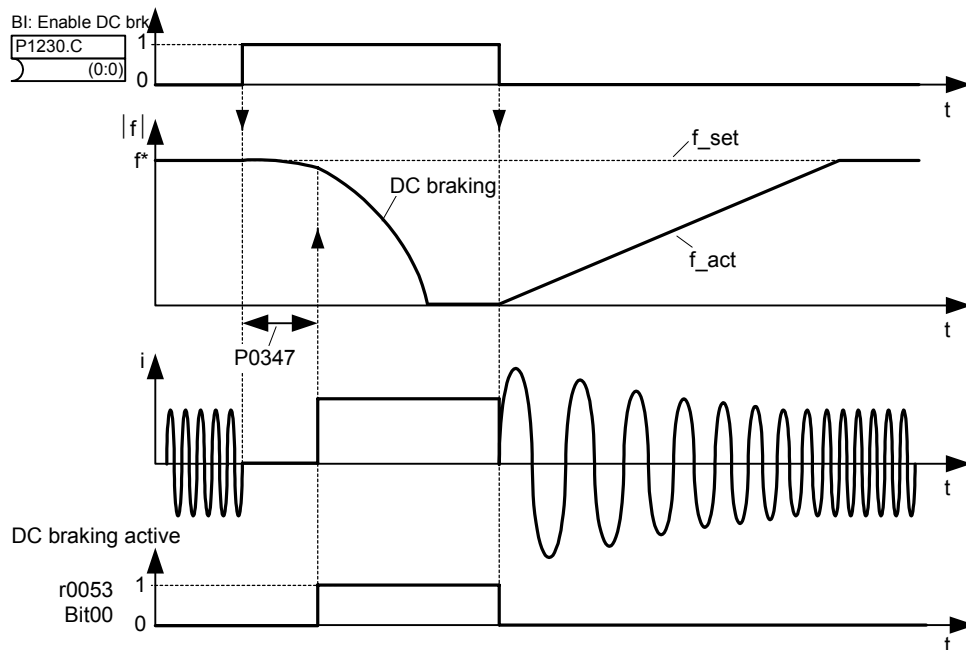 BI: Enable DC brk
P1230.C
(0:0)
1
0
t
|f|
f*
f_set
DC braking
f_act
t
P0347
i
t
DC braking active
r0053
Bit00
1
0
t